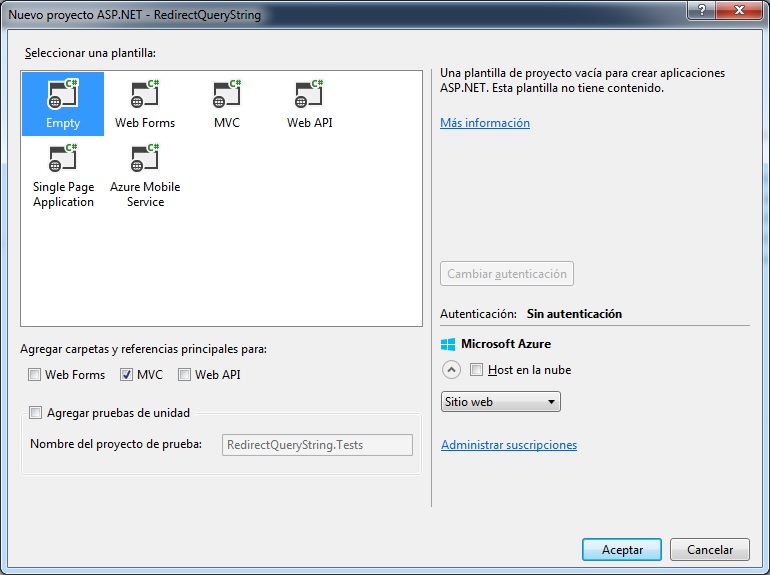 Nuevo proyecto ASP.NET - RedirectQueryString
Seleccionar una plantilla:
C#
Empty
C#
Web Forms
C#
MVC
C#
Web API
C#
Single Page
Application
C#
Azure Mobile
Service
Una plantilla de proyecto vacía para crear aplicaciones
ASP.NET. Esta plantilla no tiene contenido.
Más información
Cambiar autenticación
Autenticación: Sin autenticación
Microsoft Azure
Host en la nube
Sitio web
Administrar suscripciones
Agregar carpetas y referencias principales para:
Web Forms
MVC
Web API
Agregar pruebas de unidad
Nombre del proyecto de prueba:
RedirectQueryString.Tests
Aceptar
Cancelar